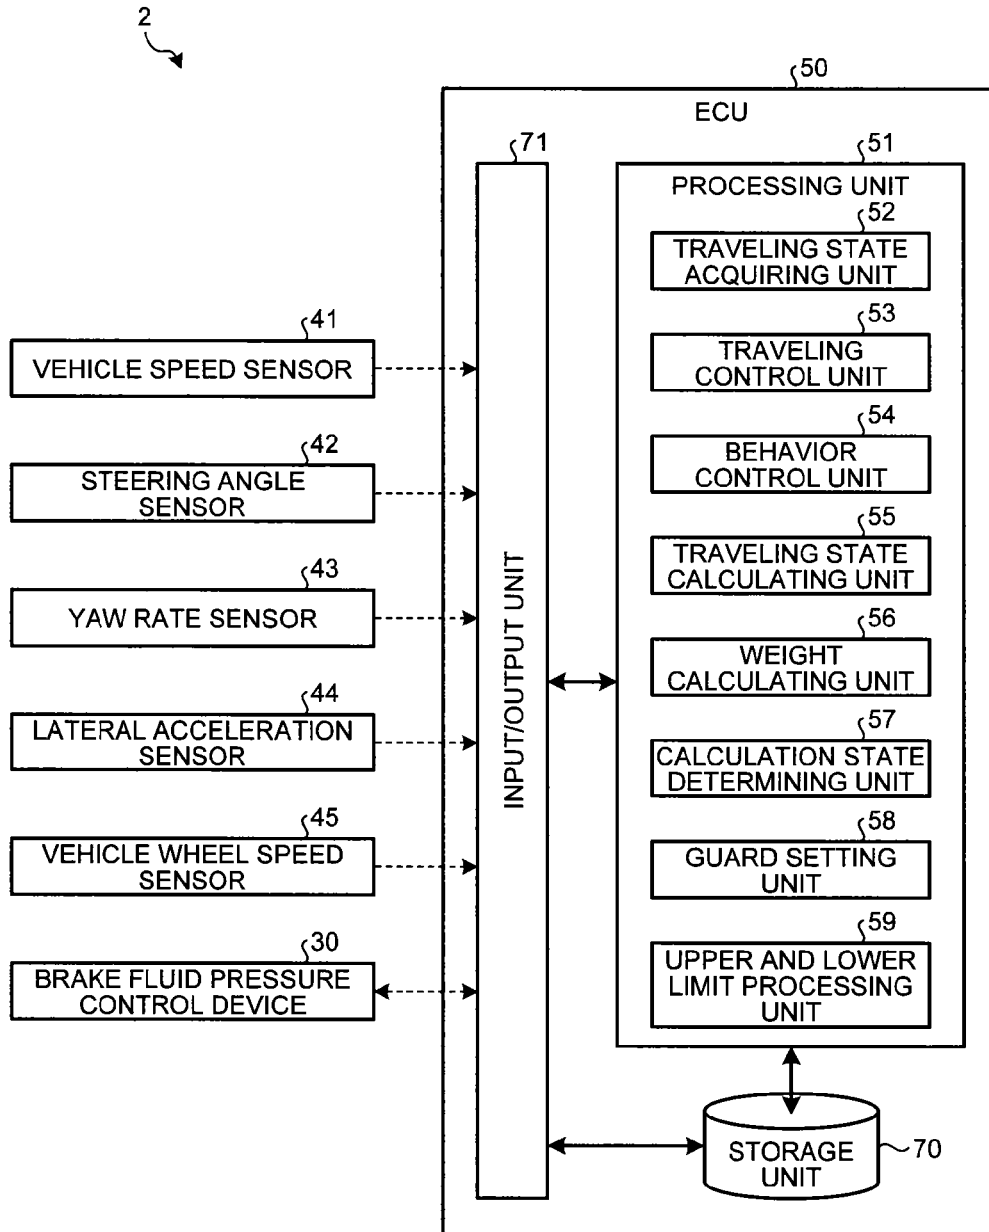 2
50
ECU
71
51
PROCESSING UNIT
52
TRAVELING STATE
ACQUIRING UNIT
53
TRAVELING
CONTROL UNIT
54
BEHAVIOR
CONTROL UNIT
55
TRAVELING STATE
CALCULATING UNIT
56
WEIGHT
CALCULATING UNIT
57
CALCULATION STATE
DETERMINING UNIT
58
GUARD SETTING
UNIT
59
UPPER AND LOWER
LIMIT PROCESSING
UNIT
INPUT/OUTPUT UNIT
41
VEHICLE SPEED SENSOR
42
STEERING ANGLE
SENSOR
43
YAW RATE SENSOR
44
LATERAL ACCELERATION
SENSOR
45
VEHICLE WHEEL SPEED
SENSOR
30
BRAKE FLUID PRESSURE
CONTROL DEVICE
STORAGE
UNIT
70